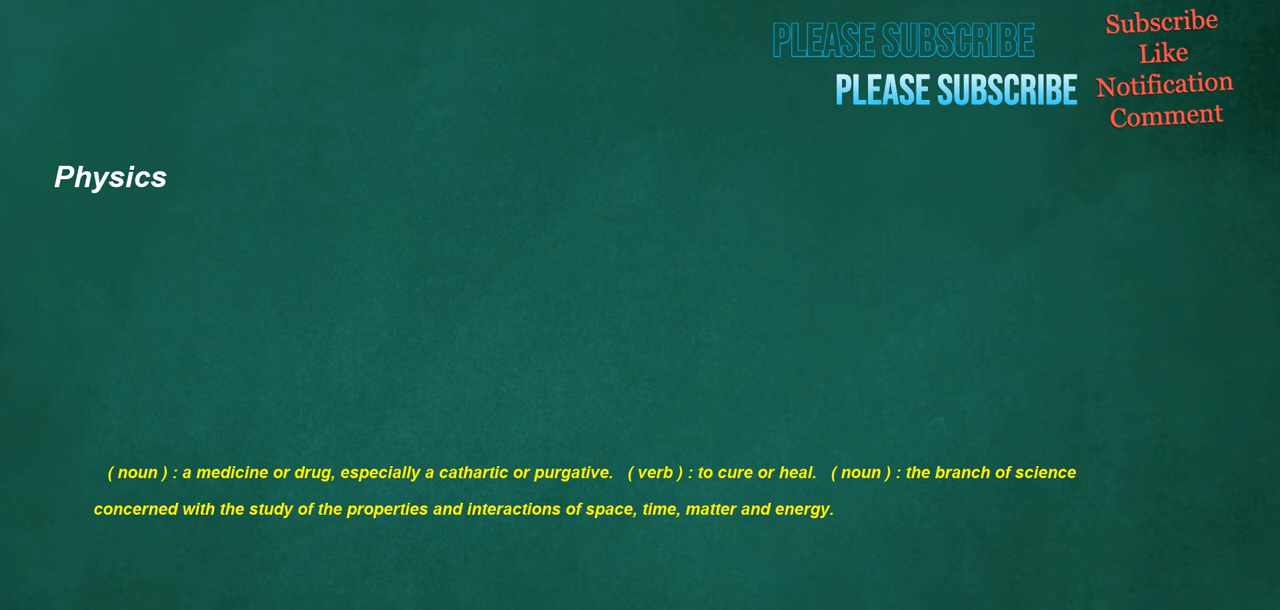 PLEASE SUBSCRIBE
PLEASE SUBSCRIBE
Subscribe
Like
Notification
Comment
Physics
( noun ) : a medicine or drug, especially a cathartic or purgative. ( verb ) : to cure or heal. ( noun ) : the branch of science
concerned with the study of the properties and interactions of space, time, matter and energy.